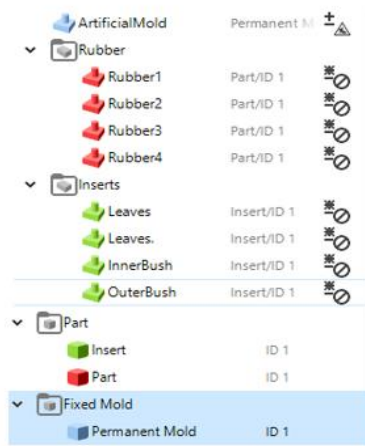 ArtificialMold Permanent M
Rubber
Rubber1 Part/ID 1
Rubber2 Part/ID 1
Rubber3 Part/ID 1
Rubber4 Part/ID 1
Inserts
Leaves Insert/ID 1
Leaves. Insert/ID 1
InnerBush Insert/ID 1
OuterBush Insert/ID 1
Part
Insert ID 1
Part ID 1
Fixed Mold
Permanent Mold ID 1